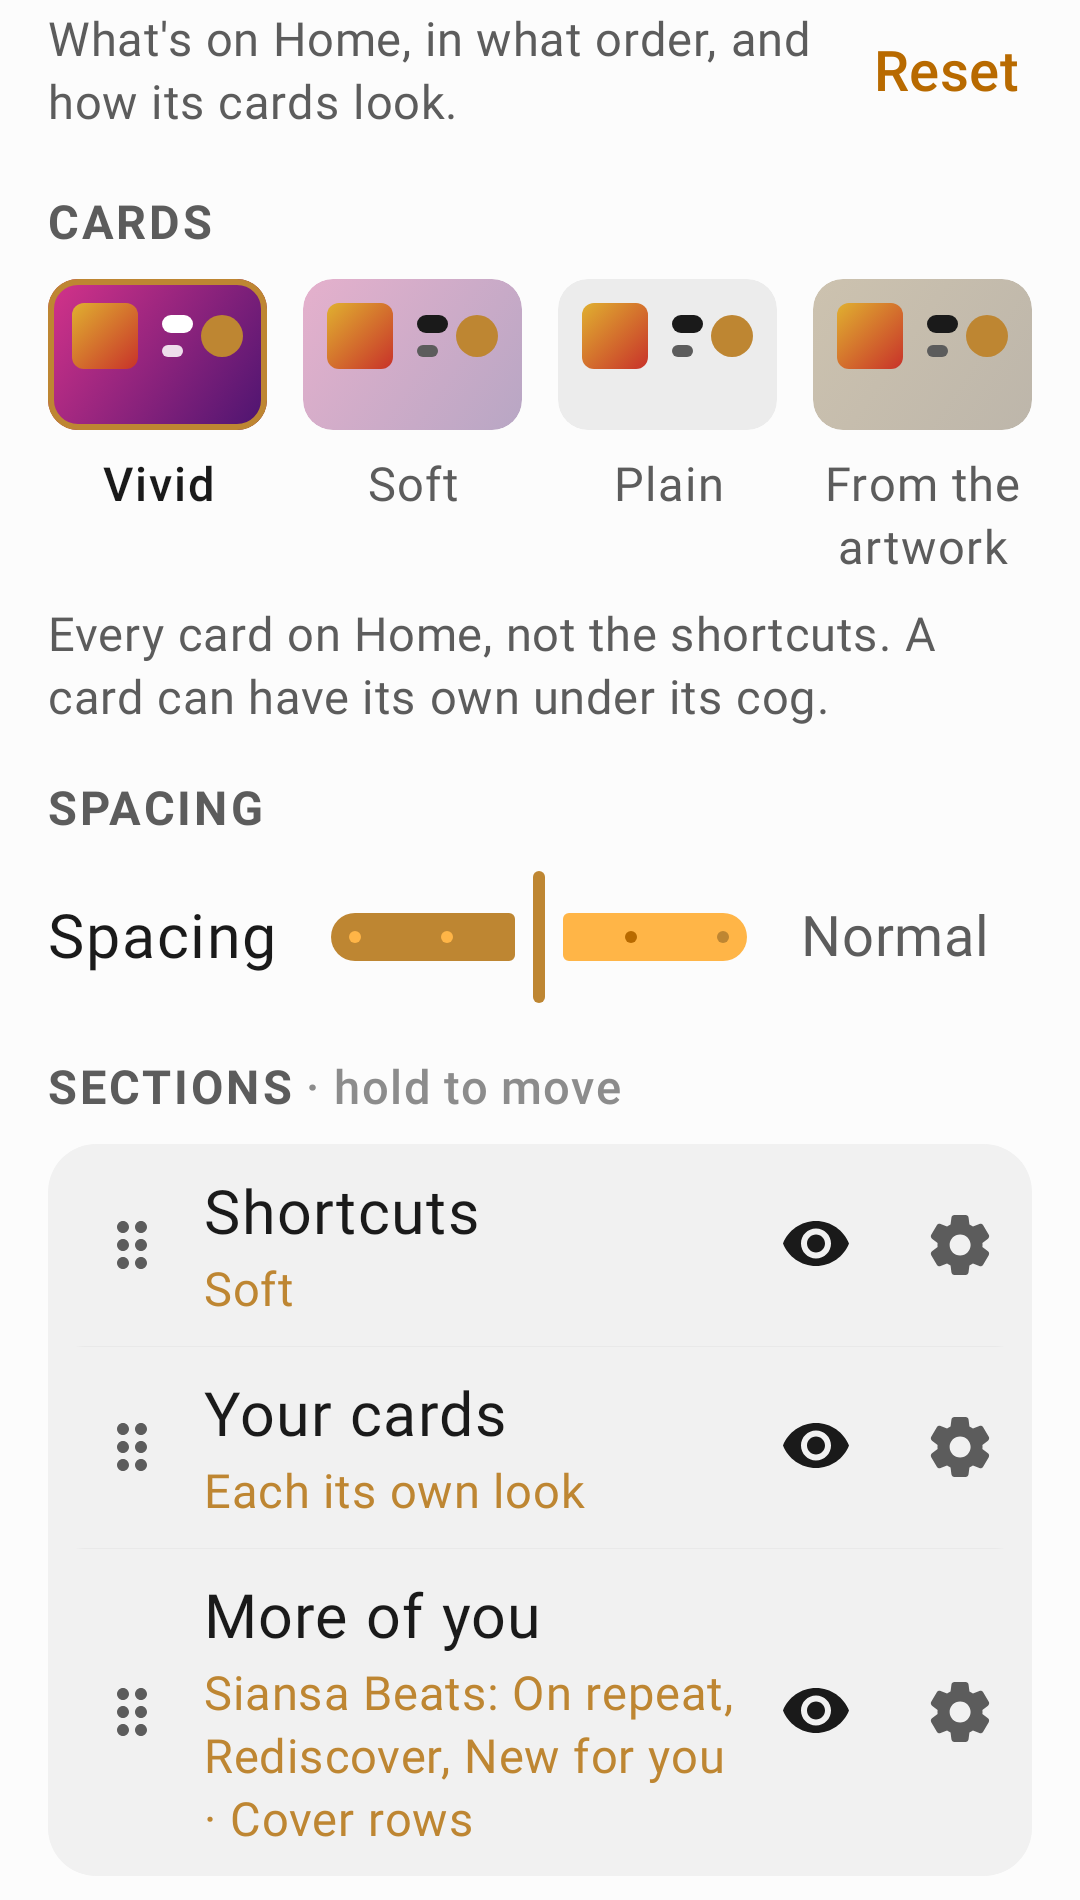 What's on Home, in what order, and
how its cards look.
Reset
CARDS
Vivid
Soft
Plain
From the
artwork
Every card on Home, not the shortcuts. A
card can have its own under its cog.
SPACING
Spacing
Normal
SECTIONS · hold to move
Shortcuts
Soft
Your cards
Each its own look
More of you
Siansa Beats: On repeat,
Rediscover, New for you
· Cover rows